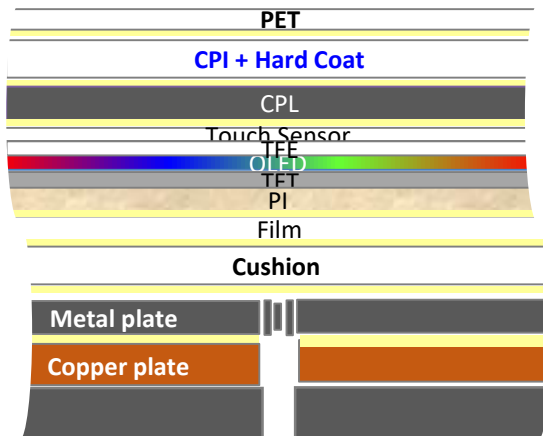 PET
CPI + Hard Coat
CPL
Touch Sensor
TFE
OLED
TFT
PI
Film
Cushion
Metal plate
Copper plate